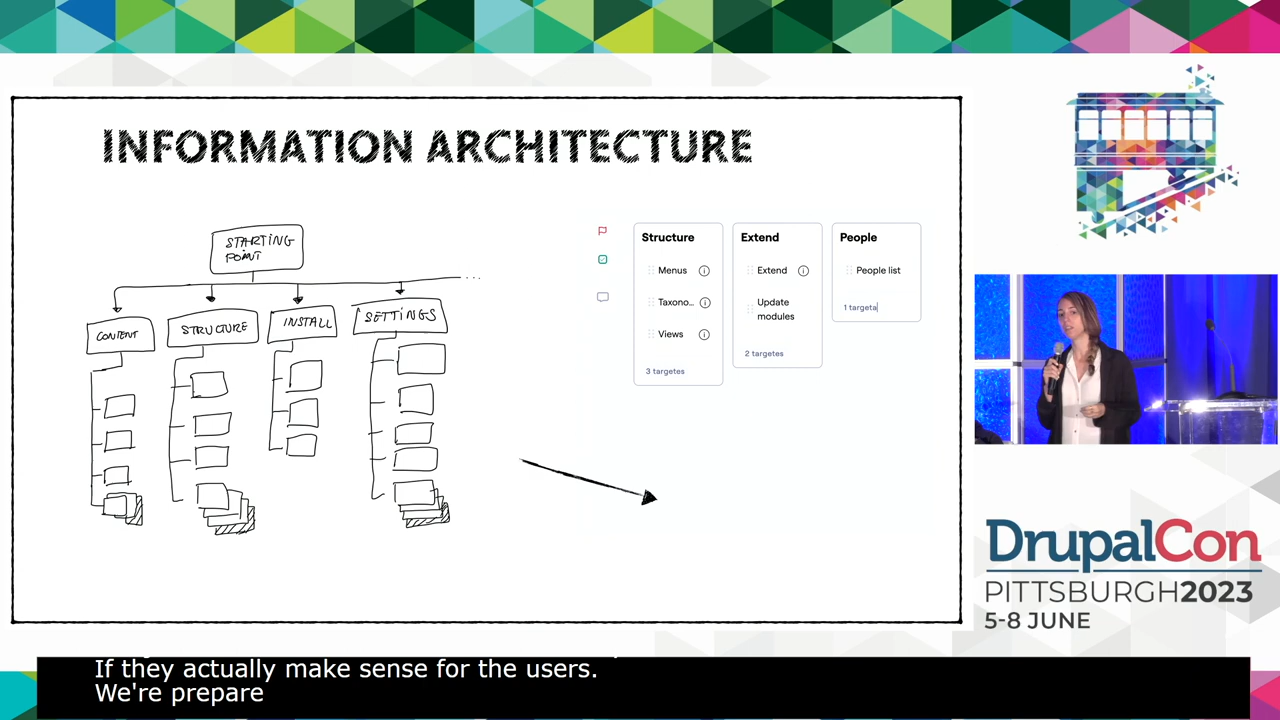 INFORMATION ARCHITECTURE
STARTING
POINT
...
CONTENT
STRUCTURE
INSTALL
SETTINGS
Structure
Menus
Taxono...
Views
3 targetes
Extend
Extend
Update
modules
2 targetes
People
People list
1 targeta
DrupalCon
PITTSBURGH2023
5-8 JUNE
If they actually make sense for the users.
We're prepare